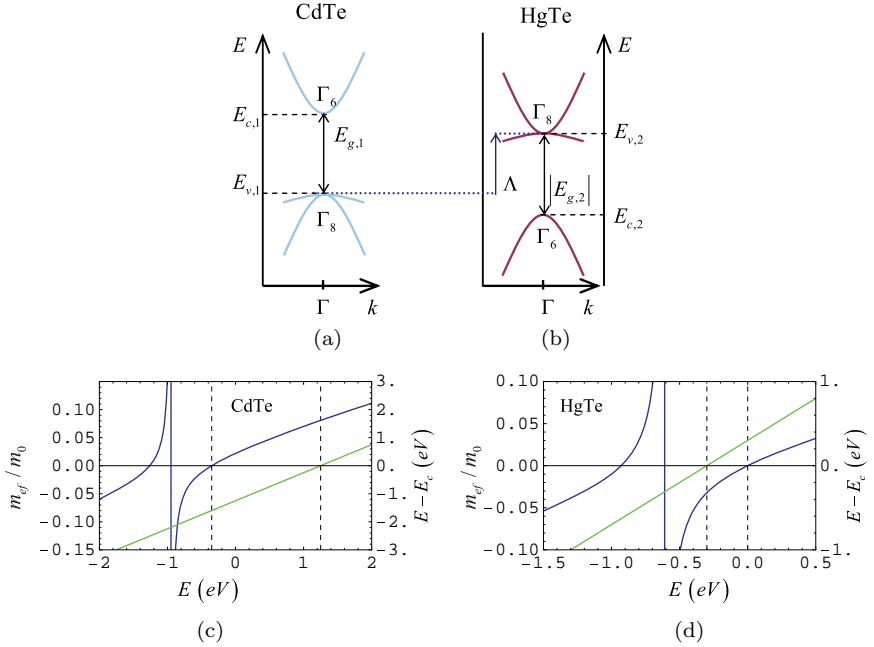 CdTe
HgTe
E
E
Γ6
Γ8
Ec,1
Eg,1
Ev,2
Ev,1
Λ
|Eg,2|
Γ8
Γ6
Ec,2
Γ
k
Γ
k
(a)
(b)
CdTe
0.10
0.05
0.00
-0.05
-0.10
-0.15
mef / m0
3.
2.
1.
0.
-1.
-2.
-3.
E-Ec (eV)
-2
-1
0
1
2
E (eV)
HgTe
0.10
0.05
0.00
-0.05
-0.10
mef / m0
1.
0.
-1.
E-Ec (eV)
-1.5
-1.0
-0.5
0.0
0.5
E (eV)
(c)
(d)